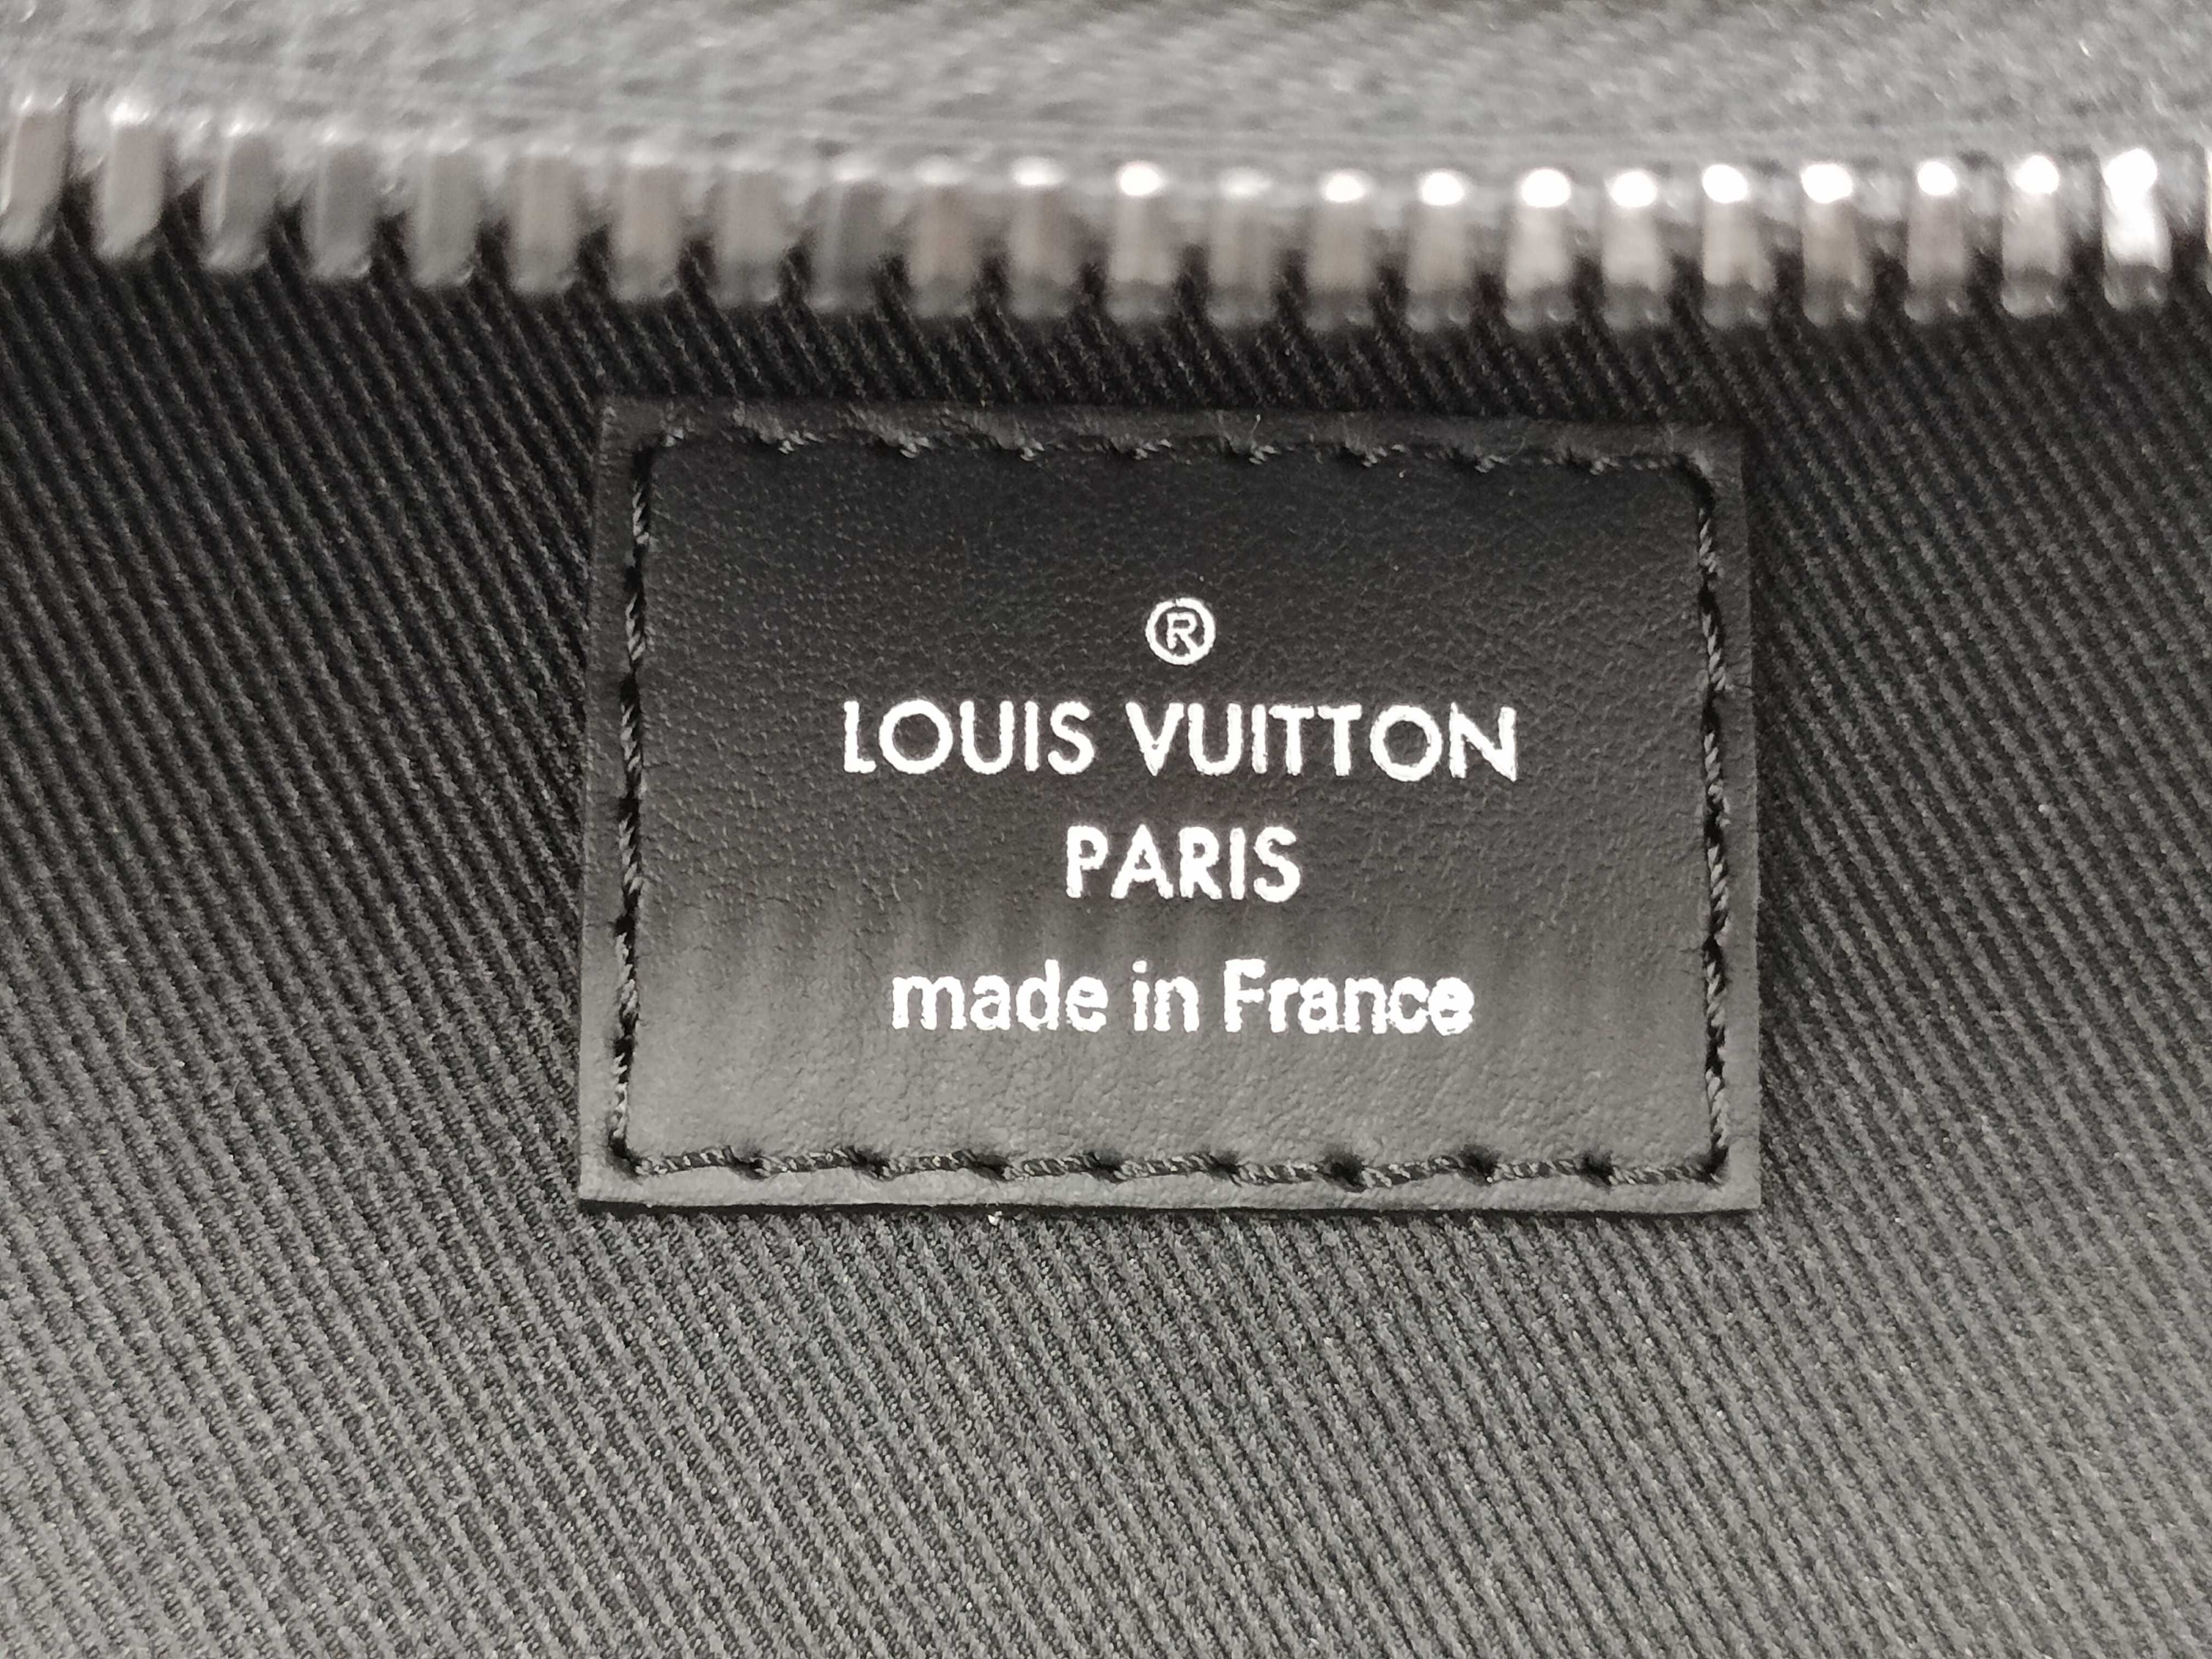 ®
LOUIS VUITTON
PARIS
made in France